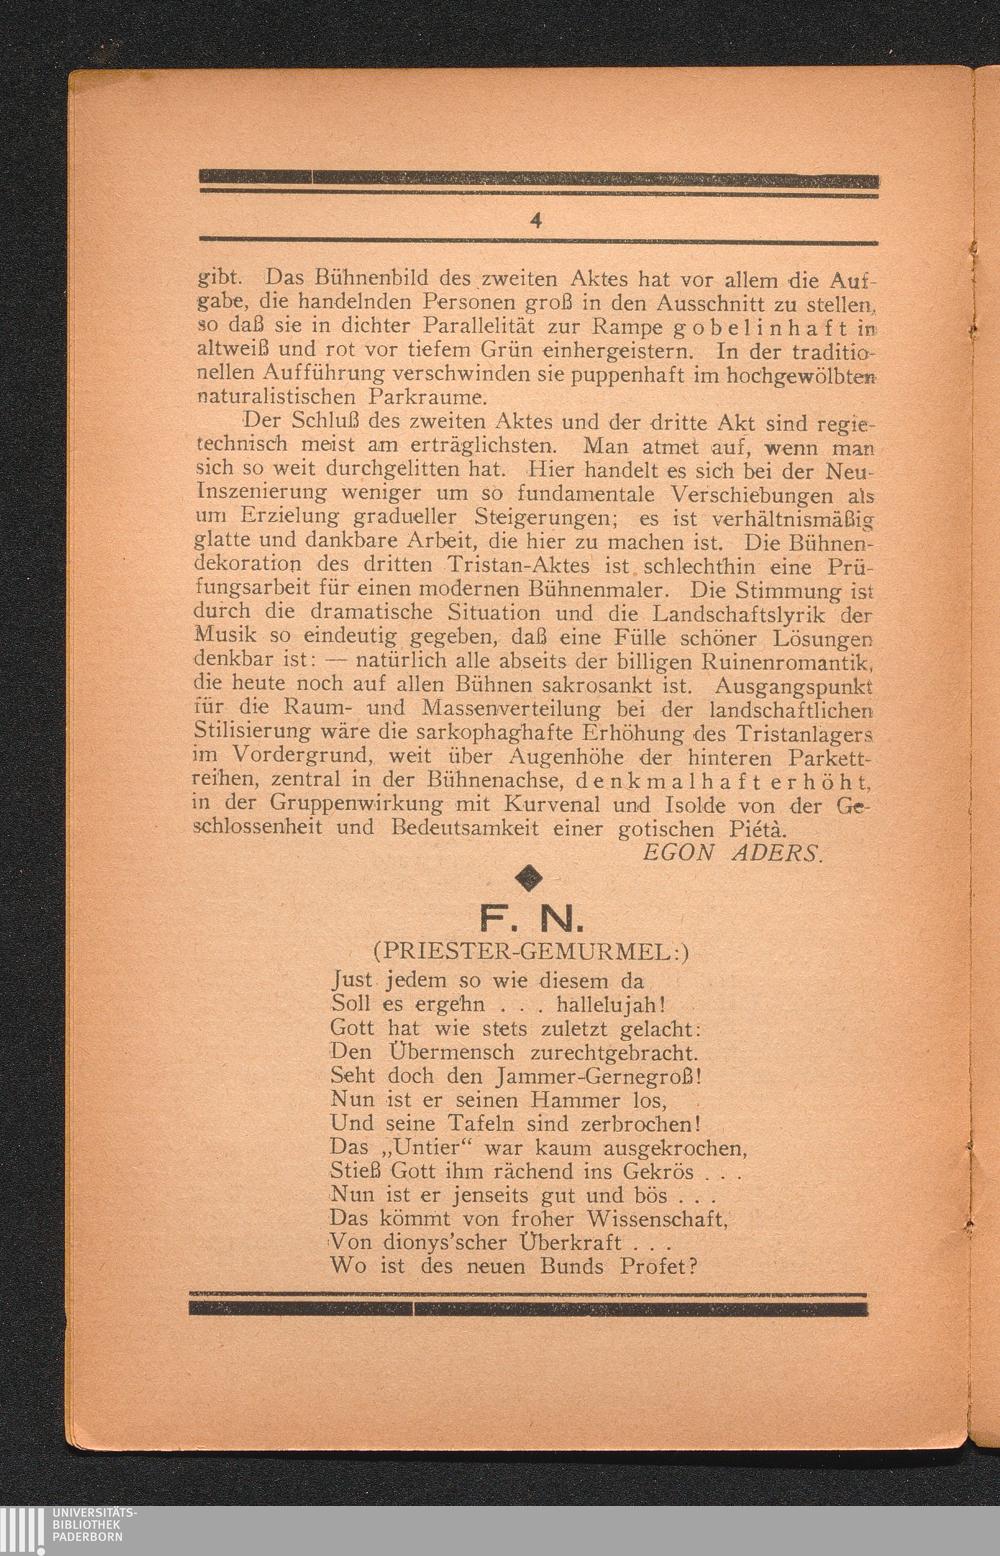 4
gibt. Das Bühnenbild des zweiten Aktes hat vor allem die Auf-
gabe, die handelnden Personen groß in den Ausschnitt zu stellen,
so daß sie in dichter Parallelität zur Rampe gobelinhaft in
altweiß und rot vor tiefem Grün einhergeistern. In der traditio-
nellen Aufführung verschwinden sie puppenhaft im hochgewölbten
naturalistischen Parkraume.
Der Schluß des zweiten Aktes und der dritte Akt sind regie-
technisch meist am erträglichsten. Man atmet auf, wenn man
sich so weit durchgelitten hat. Hier handelt es sich bei der Neu-
Inszenierung weniger um so fundamentale Verschiebungen als
um Erzielung gradueller Steigerungen; es ist verhältnismäßig
glatte und dankbare Arbeit, die hier zu machen ist. Die Bühnen-
dekoration des dritten Tristan-Aktes ist schlechthin eine Prü-
fungsarbeit für einen modernen Bühnenmaler. Die Stimmung ist
durch die dramatische Situation und die Landschaftslyrik der
Musik so eindeutig gegeben, daß eine Fülle schöner Lösungen
denkbar ist: — natürlich alle abseits der billigen Ruinenromantik,
die heute noch auf allen Bühnen sakrosankt ist. Ausgangspunkt
für die Raum- und Massenverteilung bei der landschaftlichen
Stilisierung wäre die sarkophaghafte Erhöhung des Tristanlagers
im Vordergrund, weit über Augenhöhe der hinteren Parkett-
reihen, zentral in der Bühnenachse, denkmalhaft erhöht,
in der Gruppenwirkung mit Kurvenal und Isolde von der Ge-
schlossenheit und Bedeutsamkeit einer gotischen Piétà.
EGON ADERS.
F. N.
(PRIESTER-GEMURMEL:)
Just jedem so wie diesem da
Soll es ergehn . . . hallelujah!
Gott hat wie stets zuletzt gelacht:
Den Übermensch zurechtgebracht.
Seht doch den Jammer-Gernegroß!
Nun ist er seinen Hammer los,
Und seine Tafeln sind zerbrochen!
Das „Untier“ war kaum ausgekrochen,
Stieß Gott ihm rächend ins Gekrös . . .
Nun ist er jenseits gut und bös . . .
Das kömmt von froher Wissenschaft,
Von dionys'scher Überkraft . . .
Wo ist des neuen Bunds Profet?
UNIVERSITÄTS-
BIBLIOTHEK
PADERBORN